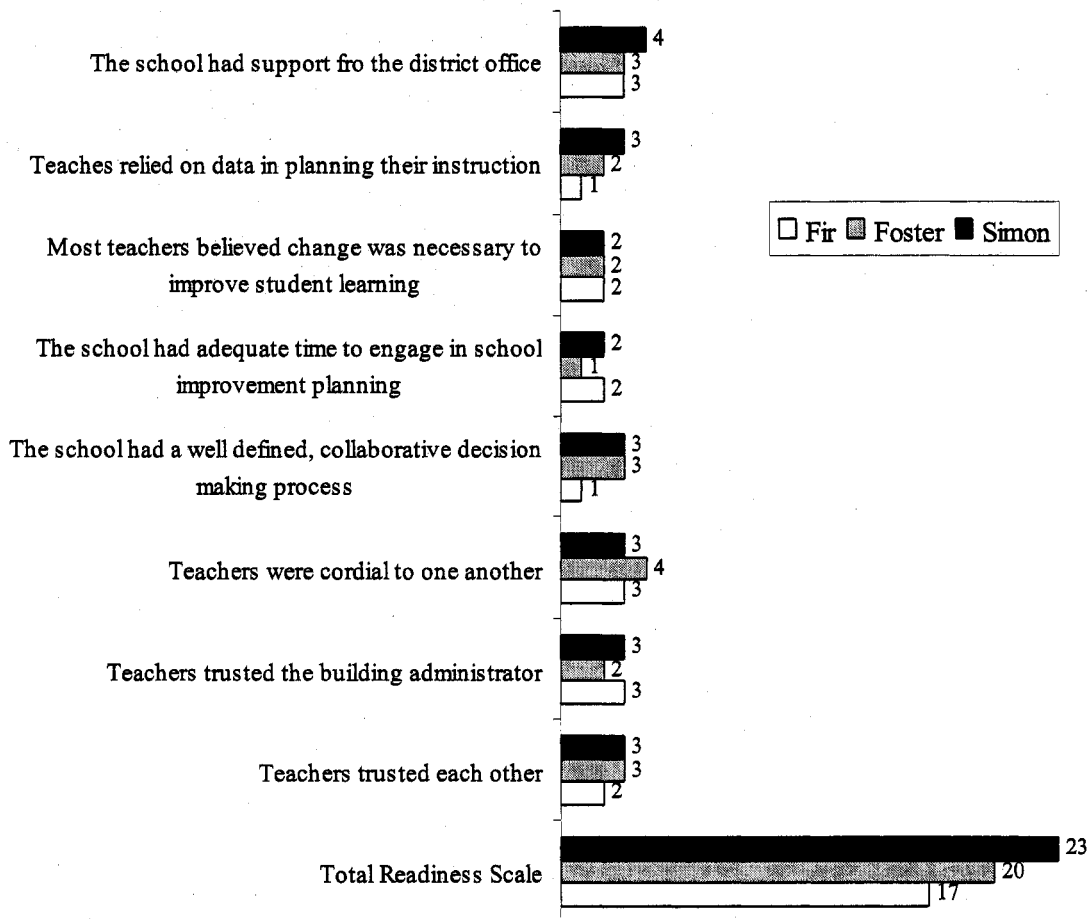 4
The school had support fro the district office
3
3
3
Teaches relied on data in planning their instruction
2
1
Fir Foster Simon
Most teachers believed change was necessary to
improve student learning
2
2
2
The school had adequate time to engage in school
improvement planning
2
1
2
The school had a well defined, collaborative decision
making process
3
3
1
3
Teachers were cordial to one another
4
3
3
Teachers trusted the building administrator
2
3
3
Teachers trusted each other
3
2
23
Total Readiness Scale
20
17